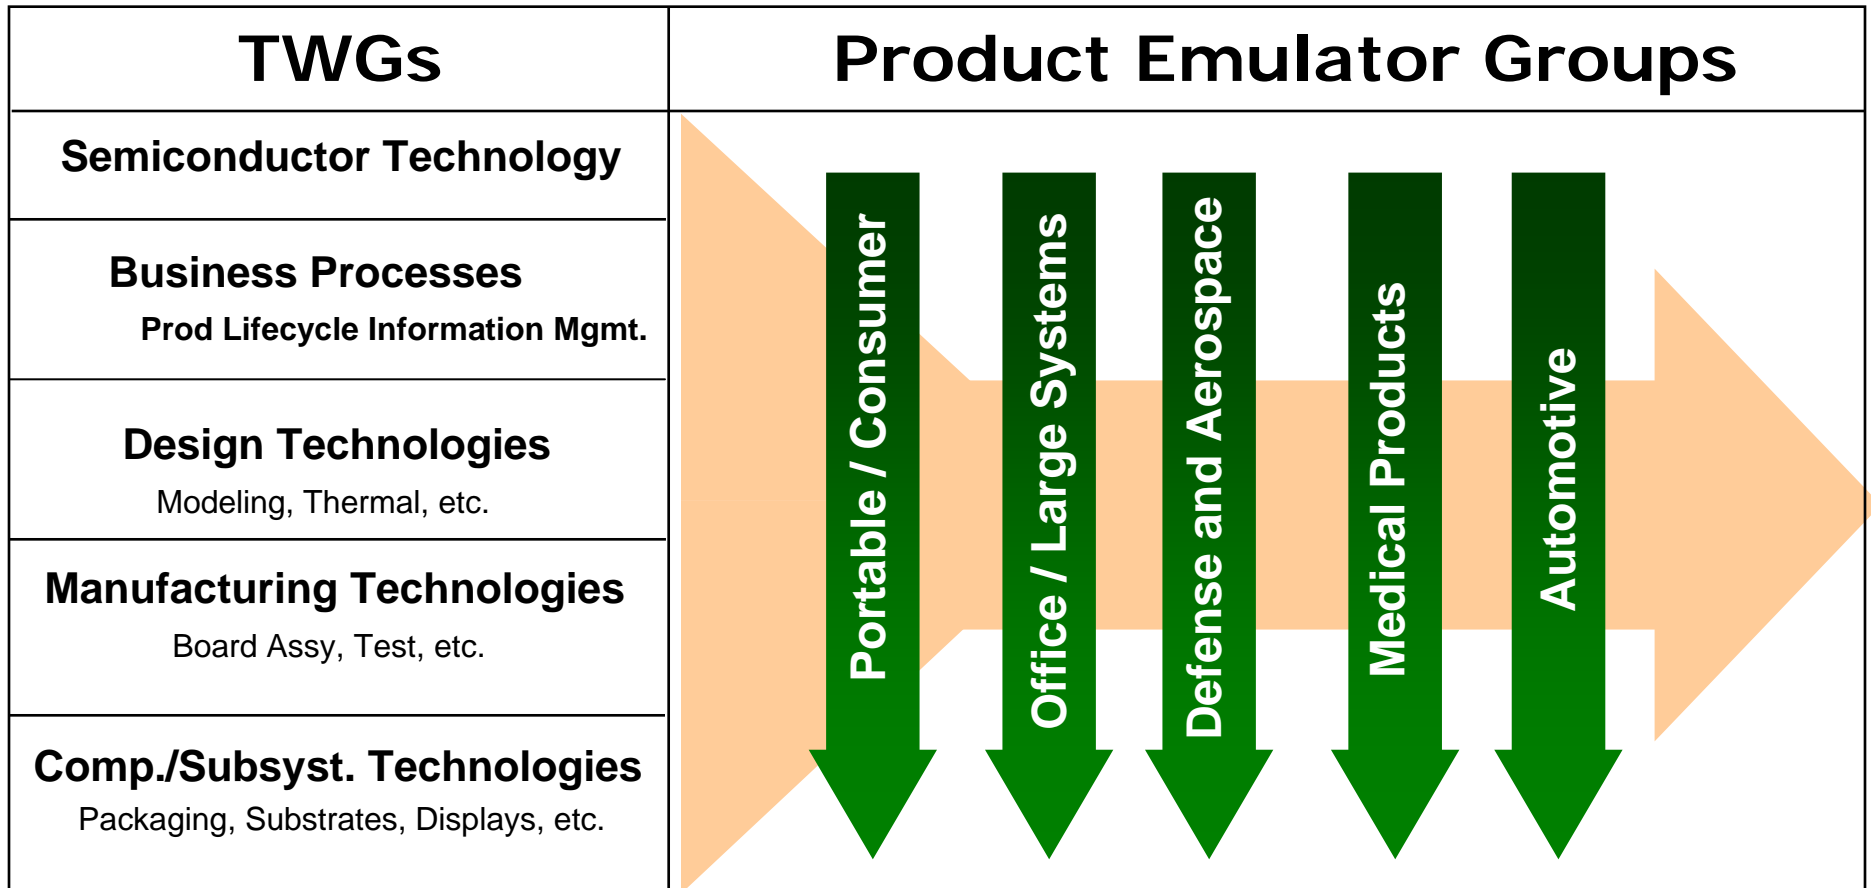 TWGs
Product Emulator Groups
Semiconductor Technology
Business Processes
Prod Lifecycle Information Mgmt.
Design Technologies
Modeling, Thermal, etc.
Manufacturing Technologies
Board Assy, Test, etc.
Comp./Subsyst. Technologies
Packaging, Substrates, Displays, etc.
Portable / Consumer
Office / Large Systems
Defense and Aerospace
Medical Products
Automotive